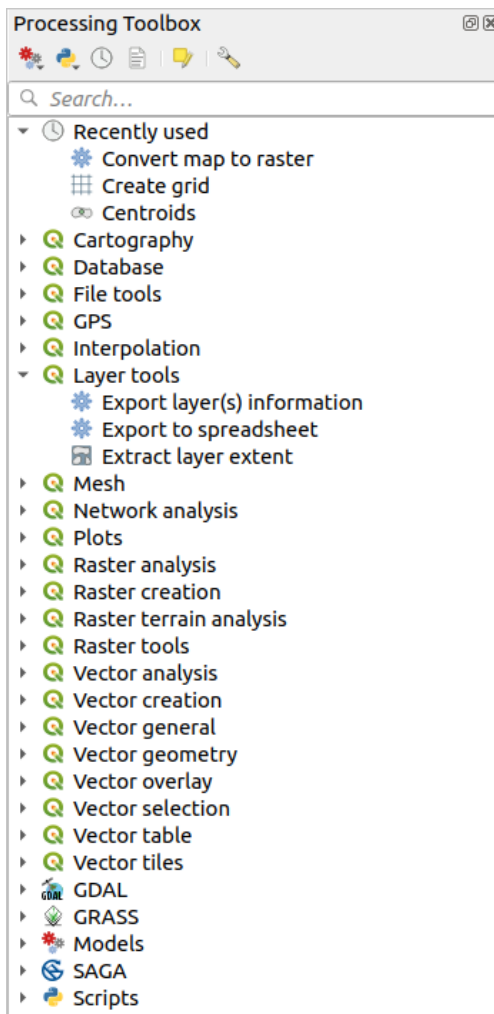 Processing Toolbox
Search...
Recently used
Convert map to raster
Create grid
Centroids
Cartography
Database
File tools
GPS
Interpolation
Layer tools
Export layer(s) information
Export to spreadsheet
Extract layer extent
Mesh
Network analysis
Plots
Raster analysis
Raster creation
Raster terrain analysis
Raster tools
Vector analysis
Vector creation
Vector general
Vector geometry
Vector overlay
Vector selection
Vector table
Vector tiles
GDAL GDAL
GRASS
Models
SAGA
Scripts